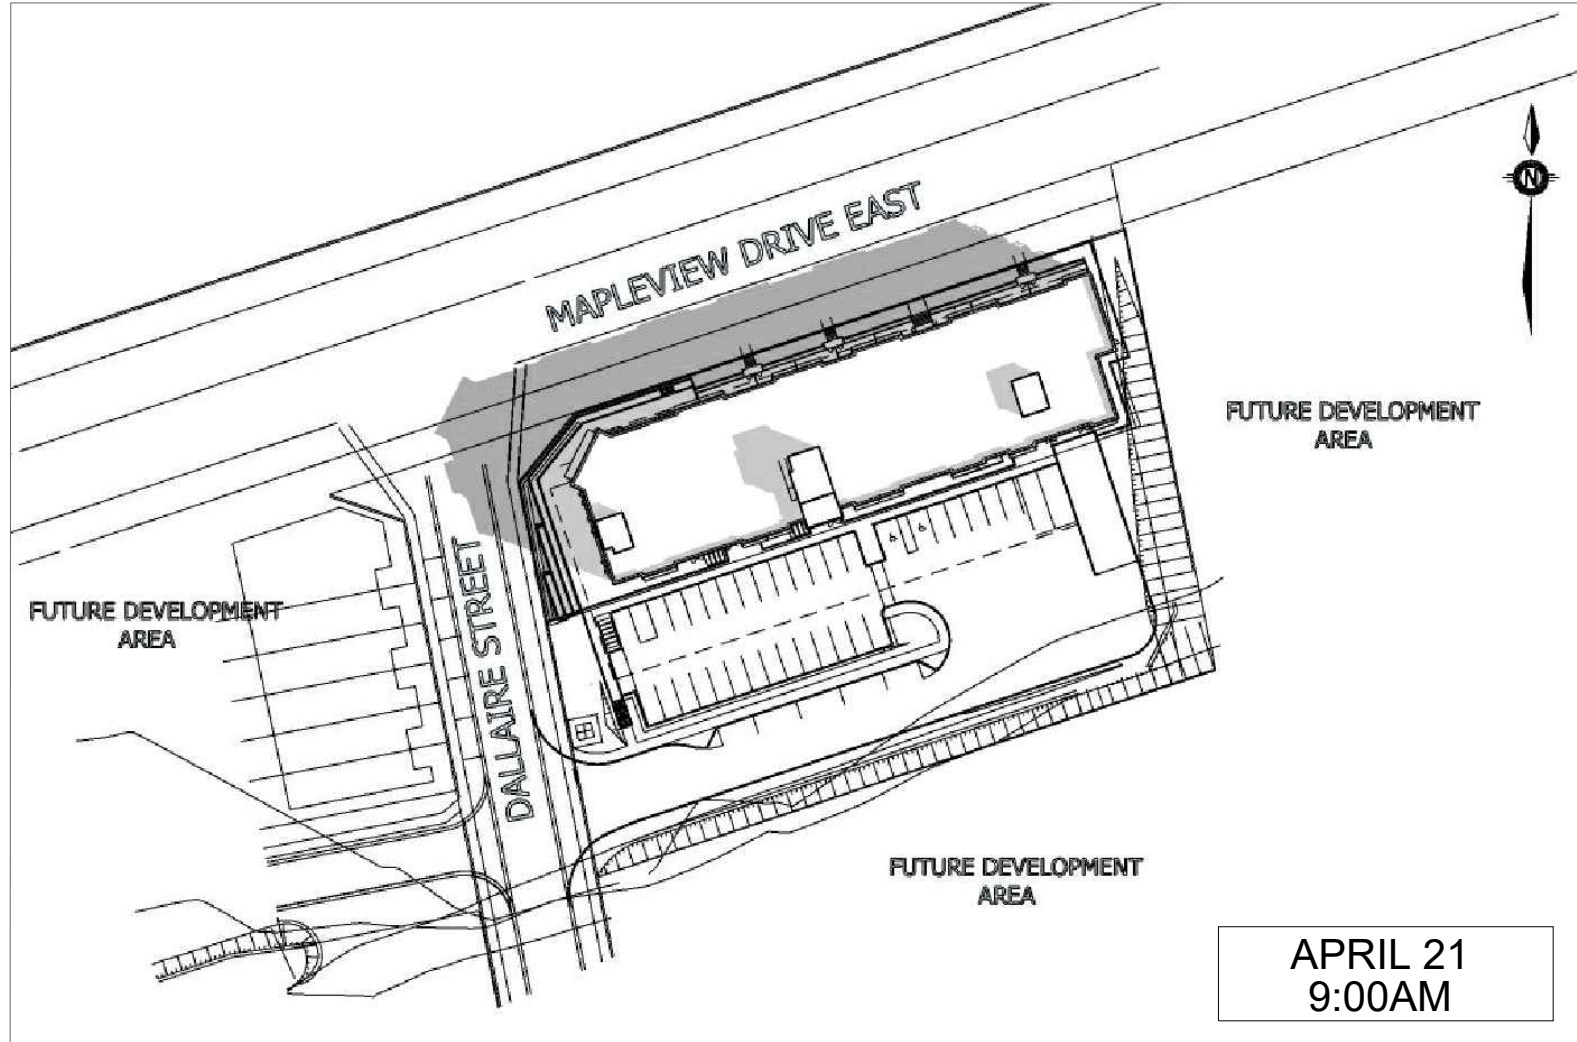 MAPLEVIEW DRIVE EAST
N
FUTURE DEVELOPMENT
AREA
FUTURE DEVELOPMENT
AREA
DALLAIRE STREET
FUTURE DEVELOPMENT
AREA
APRIL 21
9:00AM